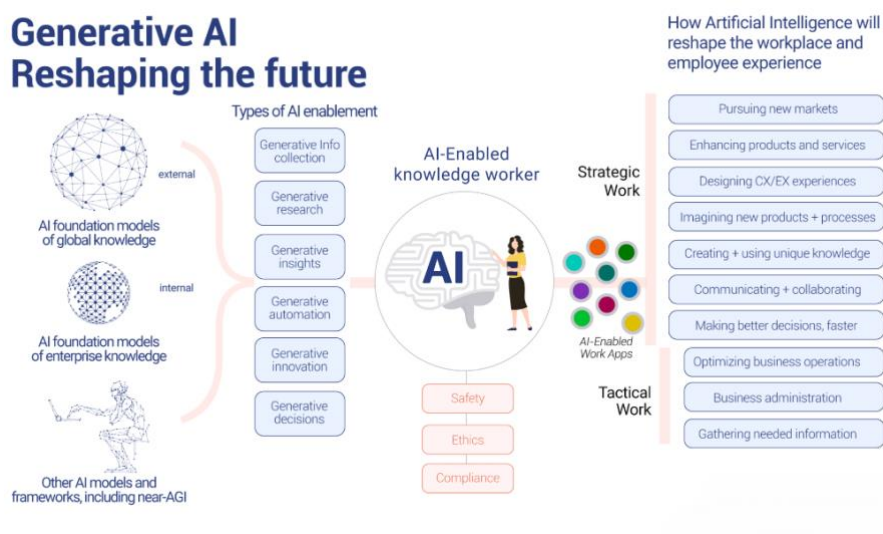 Generative AI
Reshaping the future
How Artificial Intelligence will
reshape the workplace and
employee experience
Types of AI enablement
external
AI foundation models
of global knowledge
internal
AI foundation models
of enterprise knowledge
Other AI models and
frameworks, including near-AGI
Generative Info
collection
Generative
research
Generative
insights
Generative
automation
Generative
innovation
Generative
decisions
AI-Enabled
knowledge worker
AI
Safety
Ethics
Compliance
AI-Enabled
Work Apps
Strategic
Work
Pursuing new markets
Enhancing products and services
Designing CX/EX experiences
Imagining new products + processes
Creating + using unique knowledge
Communicating + collaborating
Making better decisions, faster
Tactical
Work
Optimizing business operations
Business administration
Gathering needed information